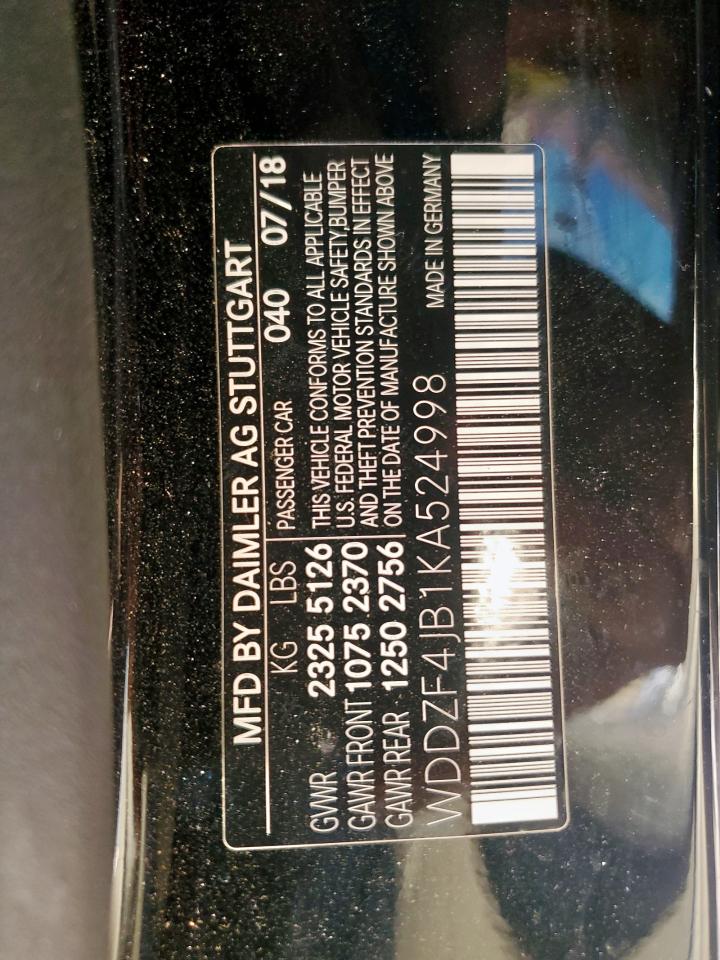 MFD BY DAIMLER AG STUTTGART
KG LBS PASSENGER CAR 040 07/18
GVWR 2325 5126 THIS VEHICLE CONFORMS TO ALL APPLICABLE
GAWR FRONT 1075 2370 U.S. FEDERAL MOTOR VEHICLE SAFETY,BUMPER
GAWR REAR 1250 2756 AND THEFT PREVENTION STANDARDS IN EFFECT
ON THE DATE OF MANUFACTURE SHOWN ABOVE
WDDZF4JB1KA524998 MADE IN GERMANY